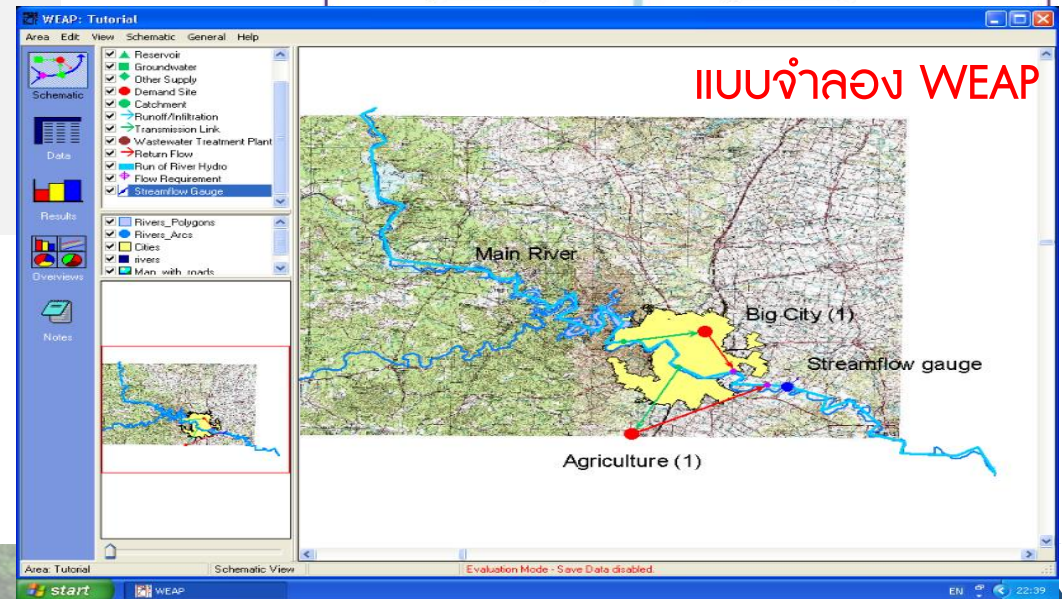 WEAP: Tutorial
Area Edit View Schematic General Help
Schematic
Data
Results
Overviews
Notes
Reservoir
Groundwater
Other Supply
Demand Site
Catchment
Runoff/Infiltration
Transmission Link
Wastewater Treatment Plant
Return Flow
Run of River Hydro
Flow Requirement
Streamflow Gauge
Rivers_Polygons
Rivers_Arcs
Cities
rivers
Map_with_roads
แบบจำลอง WEAP
Main River
Big City (1)
Streamflow gauge
Agriculture (1)
Area: Tutorial
Schematic View
Evaluation Mode - Save Data disabled.
start
WEAP
EN
22:39